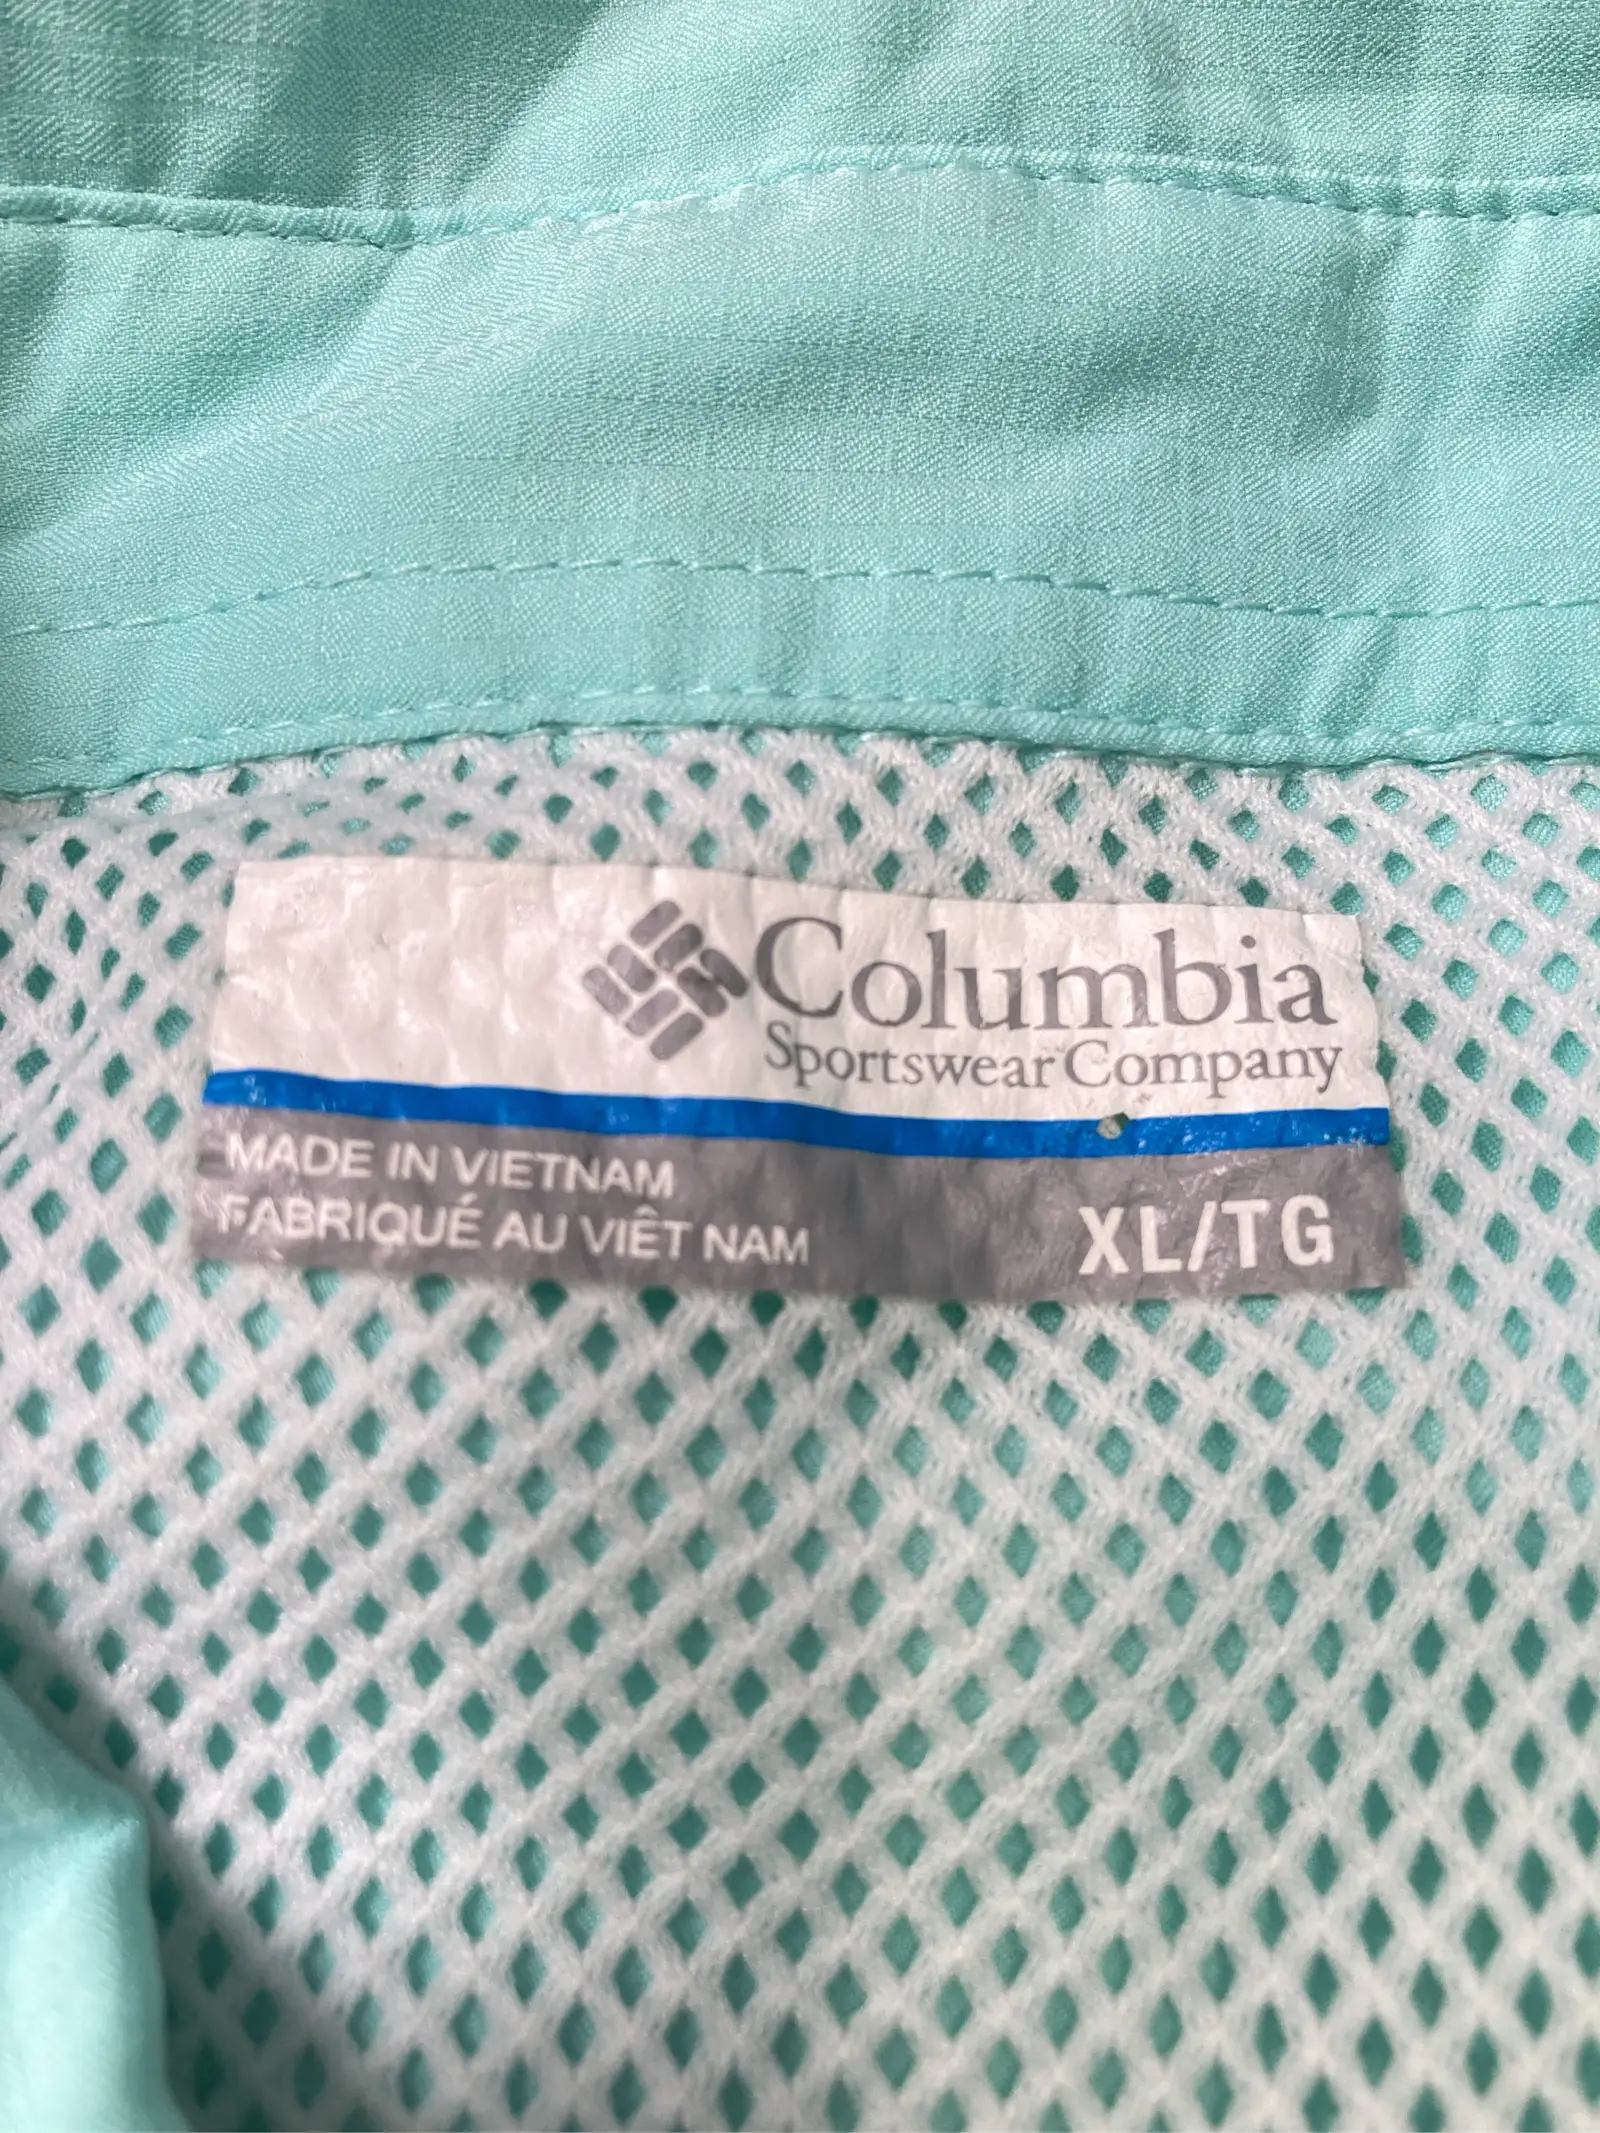 Columbia
Sportswear Company
MADE IN VIETNAM
FABRIQUÉ AU VIÊT NAM
XL/TG